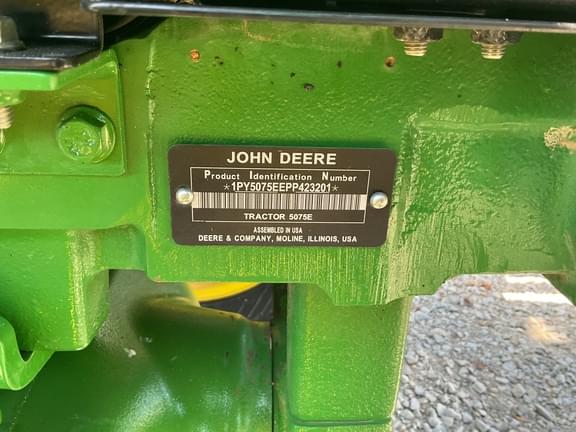 JOHN DEERE
Product Identification Number
*1PY5075EEPP423201*
TRACTOR 5075E
ASSEMBLED IN USA
DEERE & COMPANY, MOLINE, ILLINOIS, USA